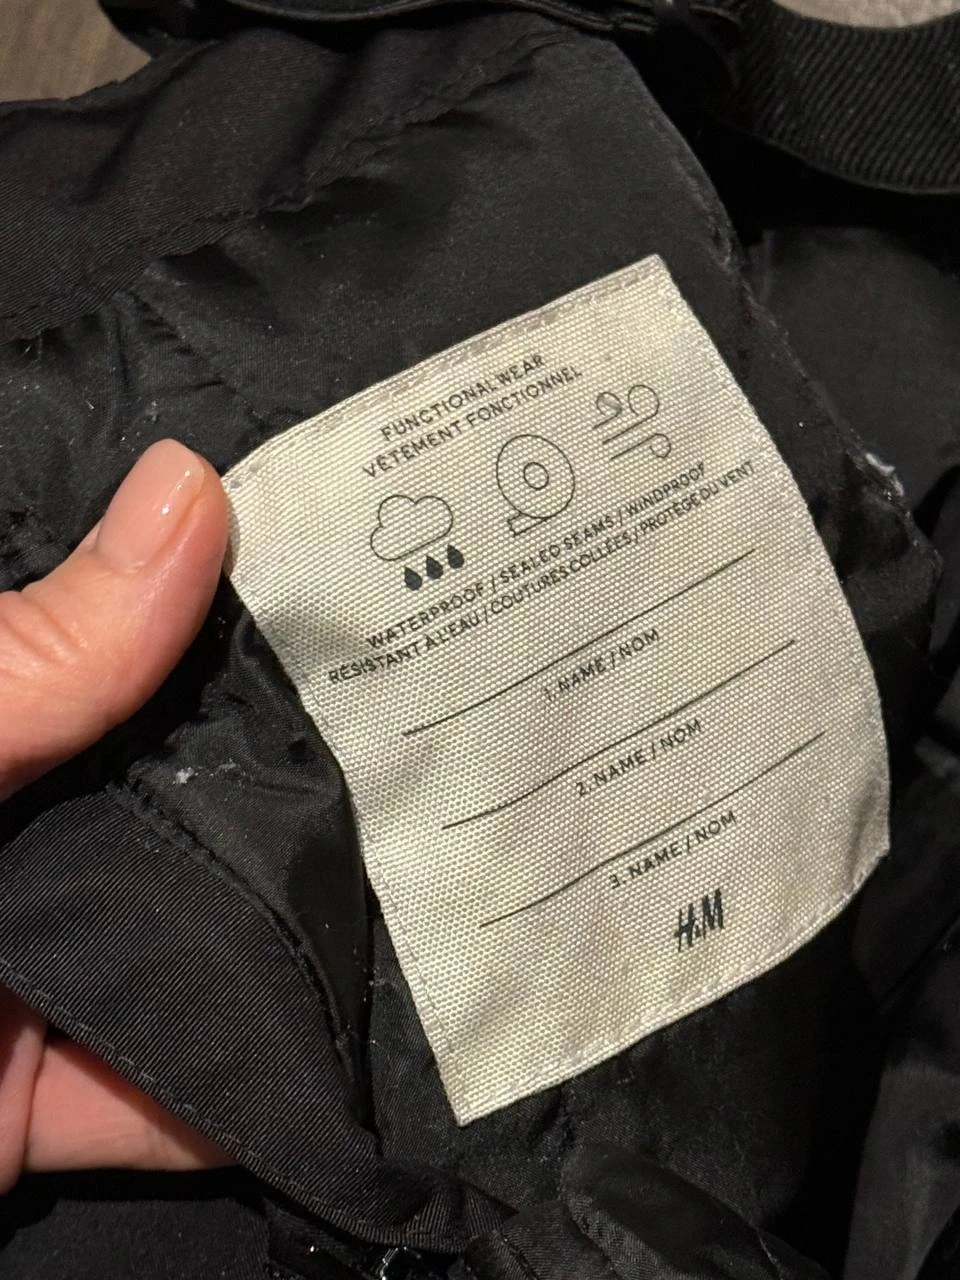 FUNCTIONAL WEAR
VETEMENT FONCTIONNEL
WATERPROOF / SEALED SEAMS / WINDPROOF
RÉSISTANT À L'EAU / COUTURES COLLÉES / PROTÈGE DU VENT
1. NAME / NOM
2. NAME / NOM
3. NAME / NOM
H&M